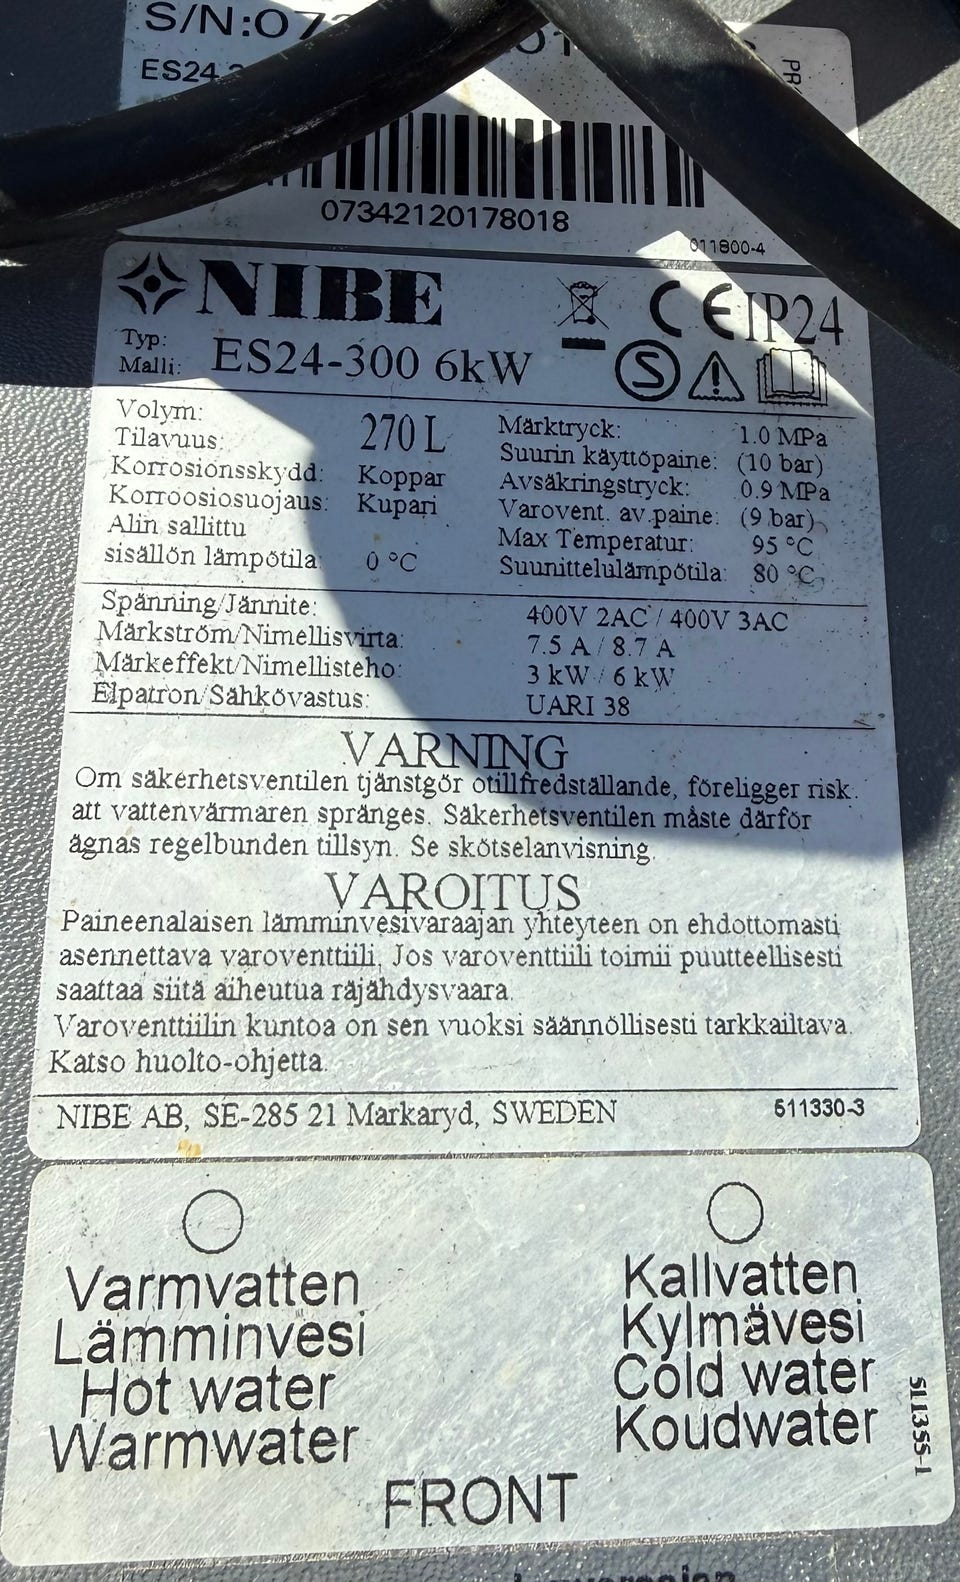 S/N:07
ES24
PR
07342120178018
011800-4
NIBE
CE IP24
Typ:
Malli: ES24-300 6kW
S
Volym:
Tilavuus: 270 L
Korrosionsskydd: Koppar
Korroosiosuojaus: Kupari
Alin sallittu
sisällön lämpötila: 0 °C
Märktryck: 1.0 MPa
Suurin käyttöpaine: (10 bar)
Avsäkringstryck: 0.9 MPa
Varovent. av.paine: (9 bar)
Max Temperatur: 95 °C
Suunittelulämpötila: 80 °C
Spänning/Jännite: 400V 2AC / 400V 3AC
Märkström/Nimellisvirta: 7.5 A / 8.7 A
Märkeffekt/Nimellisteho: 3 kW / 6 kW
Elpatron/Sähkövastus: UARI 38
VARNING
Om säkerhetsventilen tjänstgör otillfredställande, föreligger risk
att vattenvärmaren spränges. Säkerhetsventilen måste därför
ägnas regelbunden tillsyn. Se skötselanvisning.
VAROITUS
Paineenalaisen lämminvesivaraajan yhteyteen on ehdottomasti
asennettava varoventtiili. Jos varoventtiili toimii puutteellisesti
saattaa siitä aiheutua räjähdysvaara.
Varoventtiilin kuntoa on sen vuoksi säännöllisesti tarkkailtava.
Katso huolto-ohjetta.
NIBE AB, SE-285 21 Markaryd, SWEDEN 511330-3
Varmvatten
Lämminvesi
Hot water
Warmwater
Kallvatten
Kylmävesi
Cold water
Koudwater
511355-1
FRONT